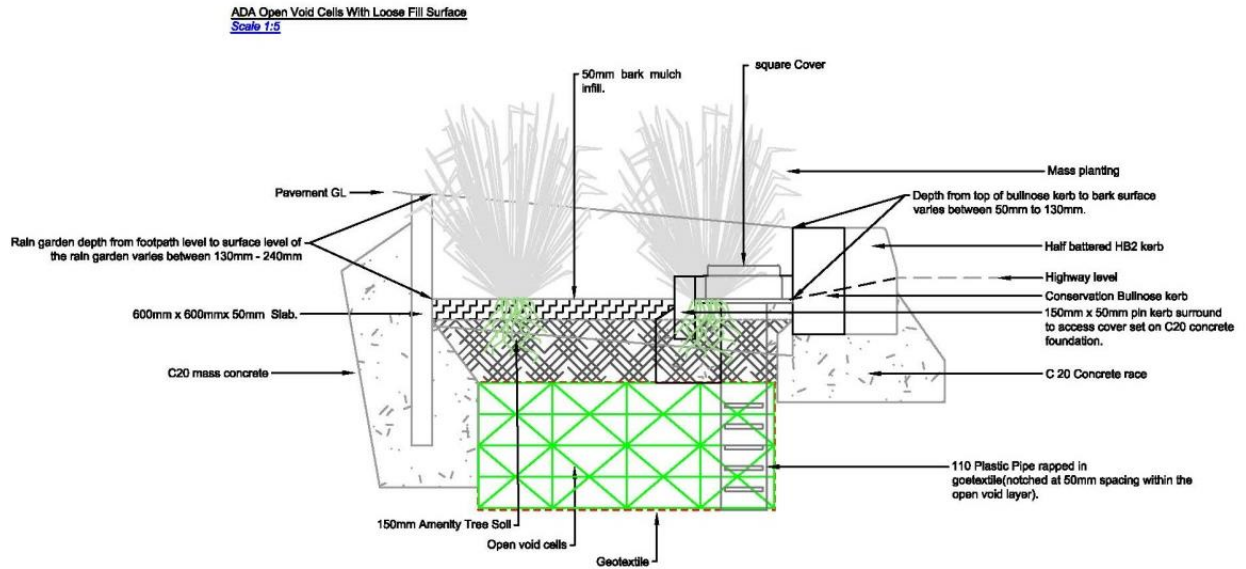 ADA Open Void Cells With Loose Fill Surface
Scale 1:5
50mm bark mulch
infill.
square Cover
Mass planting
Pavement GL
Depth from top of bullnose kerb to bark surface
varies between 50mm to 130mm.
Rain garden depth from footpath level to surface level of
the rain garden varies between 130mm - 240mm
Half battered HB2 kerb
Highway level
Conservation Bullnose kerb
600mm x 600mmx 50mm Slab.
150mm x 50mm pin kerb surround
to access cover set on C20 concrete
foundation.
C20 mass concrete
C 20 Concrete race
110 Plastic Pipe rapped in
goetextile(notched at 50mm spacing within the
open void layer).
150mm Amenity Tree Soil
Open void cells
Geotextile